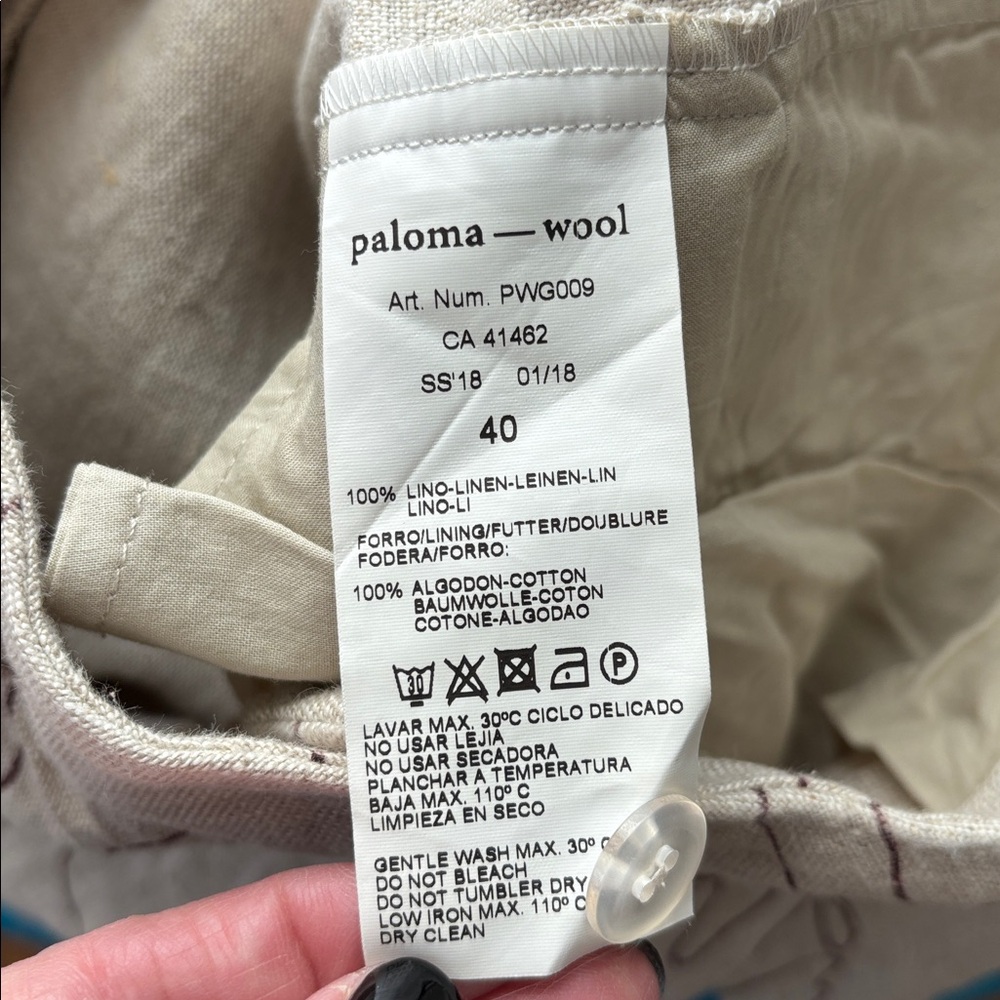 paloma — wool
Art. Num. PWG009
CA 41462
SS'18 01/18
40
100% LINO-LINEN-LEINEN-LIN
LINO-LI
FORRO/LINING/FUTTER/DOUBLURE
FODERA/FORRO:
100% ALGODON-COTTON
BAUMWOLLE-COTON
COTONE-ALGODAO
30 P
LAVAR MAX. 30ºC CICLO DELICADO
NO USAR LEJIA
NO USAR SECADORA
PLANCHAR A TEMPERATURA
BAJA MAX. 110º C
LIMPIEZA EN SECO
GENTLE WASH MAX. 30º C
DO NOT BLEACH
DO NOT TUMBLER DRY
LOW IRON MAX. 110º C
DRY CLEAN